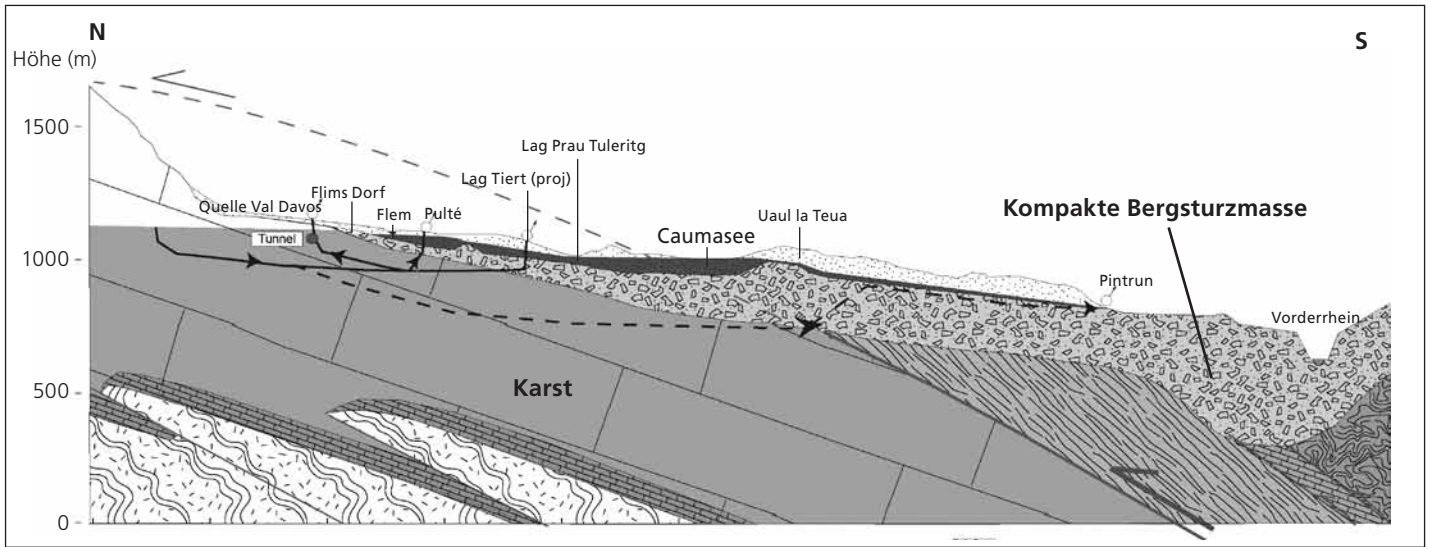 N
S
Höhe (m)
1500
Lag Prau Tuleritg
Lag Tiert (proj)
Quelle Val Davos
Flims Dorf
Flem
Pulté
Uaul la Teua
Kompakte Bergsturzmasse
Tunnel
Caumasee
1000
Pintrun
Vorderrhein
500
Karst
0